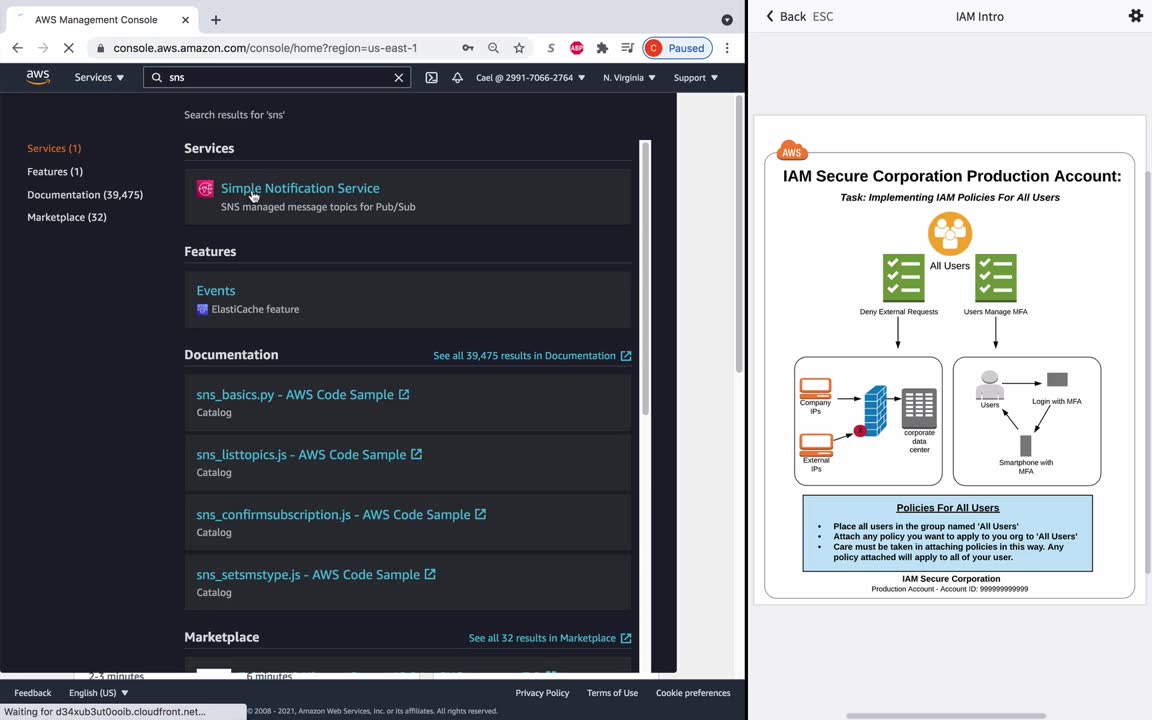 AWS Management Console
console.aws.amazon.com/console/home?region=us-east-1
S
ABP
C Paused
aws
Services
sns
Cael @ 2991-7066-2764
N. Virginia
Support
Search results for 'sns'
Services (1)
Features (1)
Documentation (39,475)
Marketplace (32)
Services
Simple Notification Service
SNS managed message topics for Pub/Sub
Features
Events
ElastiCache feature
Documentation
See all 39,475 results in Documentation
sns_basics.py - AWS Code Sample
Catalog
sns_listtopics.js - AWS Code Sample
Catalog
sns_confirmsubscription.js - AWS Code Sample
Catalog
sns_setsmstype.js - AWS Code Sample
Catalog
Marketplace
See all 32 results in Marketplace
2-3 minutes
6 minutes
Feedback
English (US)
Privacy Policy
Terms of Use
Cookie preferences
Waiting for d34xub3ut0ooib.cloudfront.net...
© 2008 - 2021, Amazon Web Services, Inc. or its affiliates. All rights reserved.
Back ESC
IAM Intro
AWS
IAM Secure Corporation Production Account:
Task: Implementing IAM Policies For All Users
All Users
Deny External Requests
Users Manage MFA
Company
IPs
External
IPs
corporate
data
center
Users
Login with MFA
Smartphone with
MFA
Policies For All Users
• Place all users in the group named 'All Users'
• Attach any policy you want to apply to you org to 'All Users'
• Care must be taken in attaching policies in this way. Any
policy attached will apply to all of your user.
IAM Secure Corporation
Production Account - Account ID: 999999999999